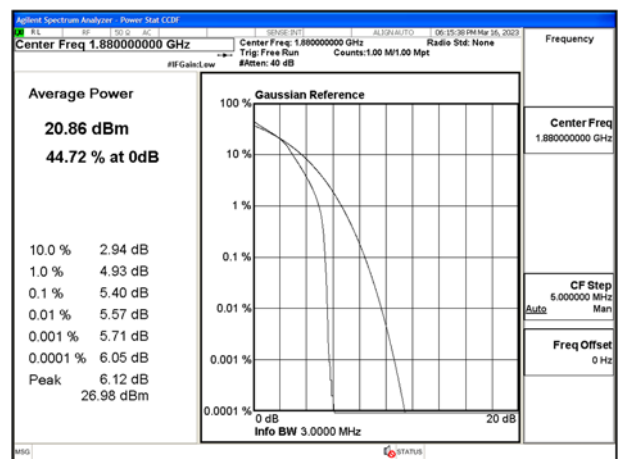 Agilent Spectrum Analyzer - Power Stat CCDF
RL RF 50 Ω AC SENSE:INT ALIGN AUTO 06:15:38 PM Mar 16, 2023
Center Freq 1.880000000 GHz
Center Freq: 1.880000000 GHz Radio Std: None
Trig: Free Run Counts:1.00 M/1.00 Mpt
#IFGain:Low #Atten: 40 dB
Frequency
Average Power
20.86 dBm
44.72 % at 0dB
10.0 % 2.94 dB
1.0 % 4.93 dB
0.1 % 5.40 dB
0.01 % 5.57 dB
0.001 % 5.71 dB
0.0001 % 6.05 dB
Peak 6.12 dB
26.98 dBm
Gaussian Reference
100 %
10 %
1 %
0.1 %
0.01 %
0.001 %
0.0001 %
0 dB 20 dB
Info BW 3.0000 MHz
Center Freq
1.880000000 GHz
CF Step
5.000000 MHz
Auto Man
Freq Offset
0 Hz
MSG STATUS